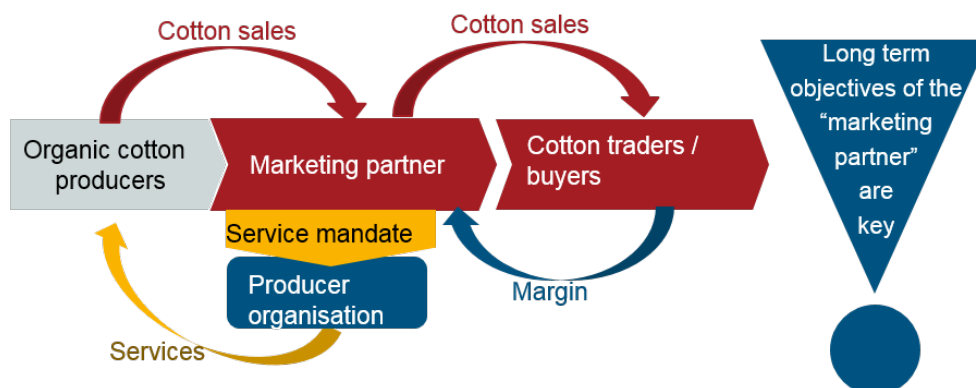 Cotton sales
Cotton sales
Organic cotton
producers
Marketing partner
Cotton traders /
buyers
Service mandate
Producer
organisation
Margin
Services
Long term
objectives of the
“marketing
partner”
are
key